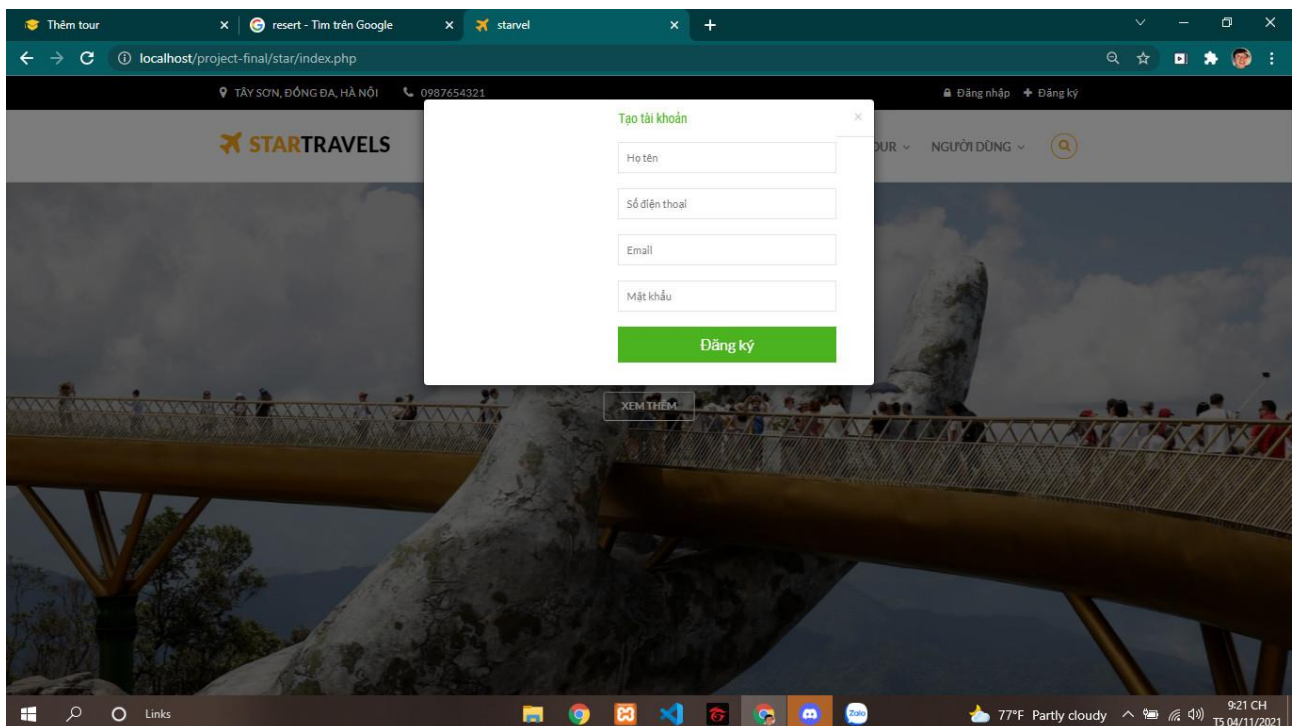 Thêm tour
resert - Tìm trên Google
starvel
localhost/project-final/star/index.php
TÂY SƠN, ĐỐNG ĐA, HÀ NỘI 0987654321 Đăng nhập Đăng ký
STARTRAVELS
OUR NGƯỜI DÙNG
Tạo tài khoản
Họ tên
Số điện thoại
Email
Mật khẩu
Đăng ký
XEM THÊM
Links
Zalo
77°F Partly cloudy
9:21 CH
T5 04/11/2021